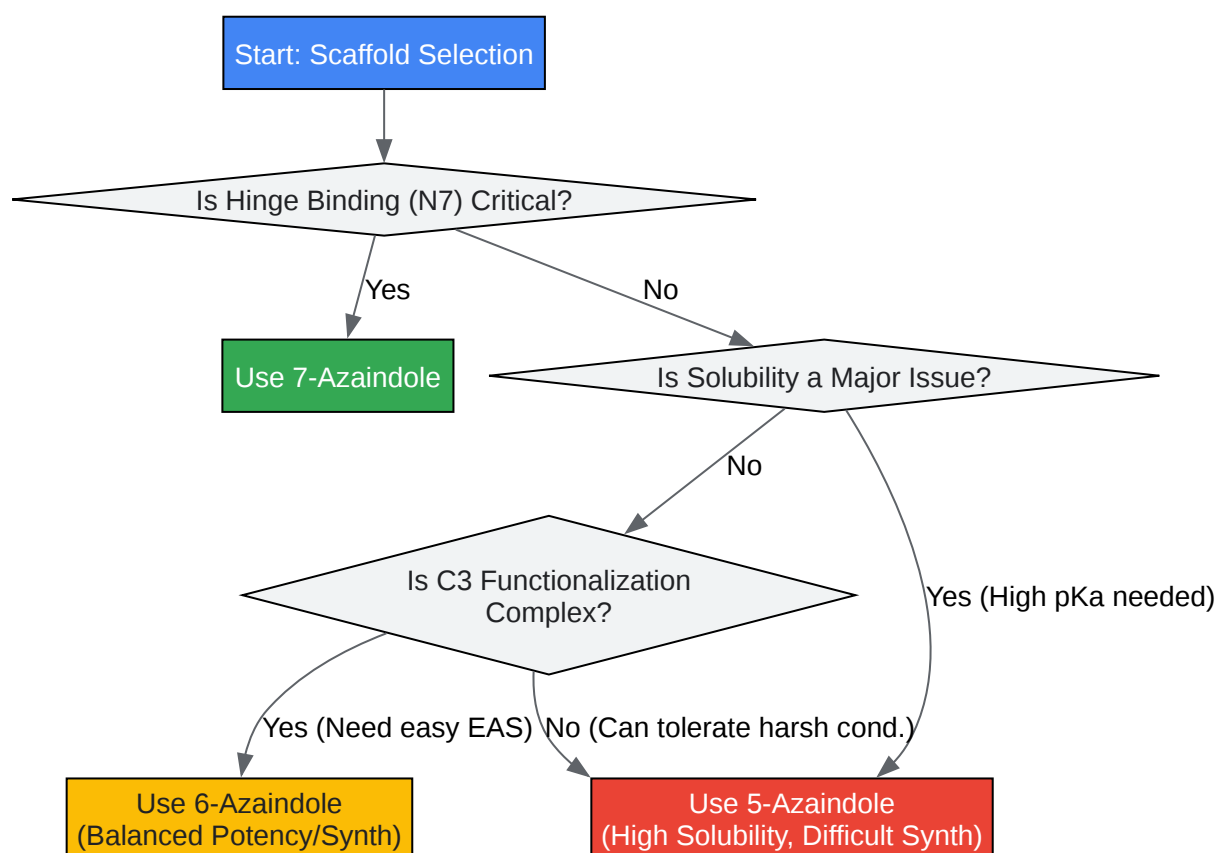 Start: Scaffold Selection
Is Hinge Binding (N7) Critical?
Yes
No
Use 7-Azaindole
Is Solubility a Major Issue?
No
Is C3 Functionalization
Complex?
Yes (High pKa needed)
Yes (Need easy EAS)
No (Can tolerate harsh cond.)
Use 6-Azaindole
(Balanced Potency/Synth)
Use 5-Azaindole
(High Solubility, Difficult Synth)